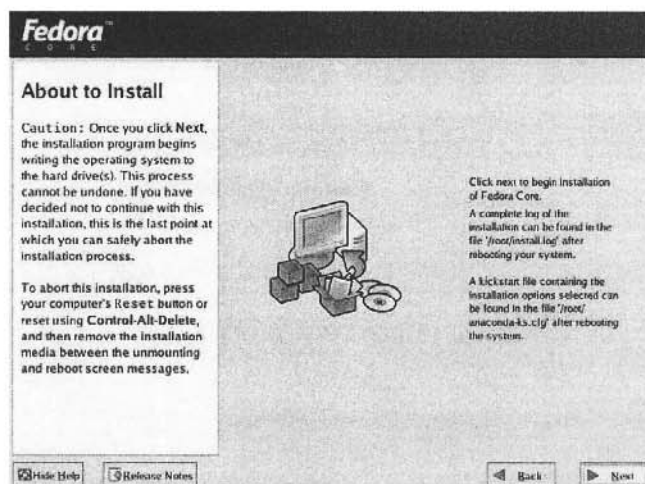 Fedora™
CORE
About to Install
Caution: Once you click Next,
the installation program begins
writing the operating system to
the hard drive(s). This process
cannot be undone. If you have
decided not to continue with this
installation, this is the last point at
which you can safely abort the
installation process.
To abort this installation, press
your computer's Reset button or
reset using Control-Alt-Delete,
and then remove the installation
media between the unmounting
and reboot screen messages.
Click next to begin installation
of Fedora Core.
A complete log of the
installation can be found in the
file '/root/install.log' after
rebooting your system.
A kickstart file containing the
installation options selected can
be found in the file '/root/
anaconda-ks.cfg' after rebooting
the system.
Hide Help
Release Notes
Back
Next